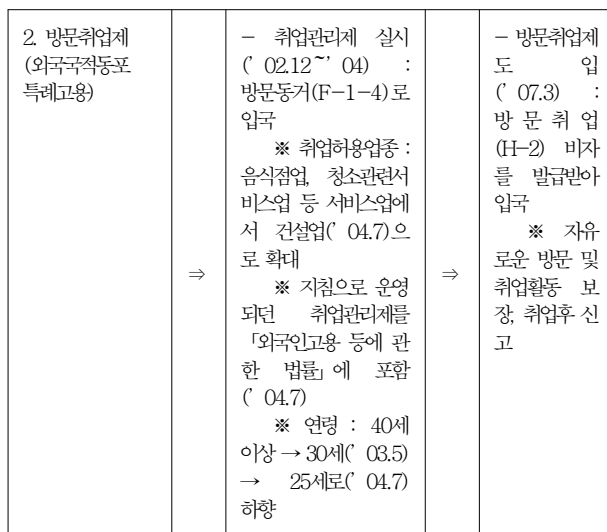 2. 방문취업제
(외국국적동포
특례고용)
⇒
- 취업관리제 실시
(’02.12~’04) :
방문동거(F-1-4)로
입국
※ 취업허용업종 :
음식점업, 청소관련서
비스업 등 서비스업에
서 건설업(’04.7)으
로 확대
※ 지침으로 운영
되던 취업관리제를
「외국인고용 등에 관
한 법률」에 포함
(’04.7)
※ 연령 : 40세
이상 → 30세(’03.5)
→ 25세로(’04.7)
하향
⇒
- 방문취업제
도 입
(’07.3) :
방 문 취 업
(H-2) 비자
를 발급받아
입국
※ 자유
로운 방문 및
취업활동 보
장, 취업후 신
고